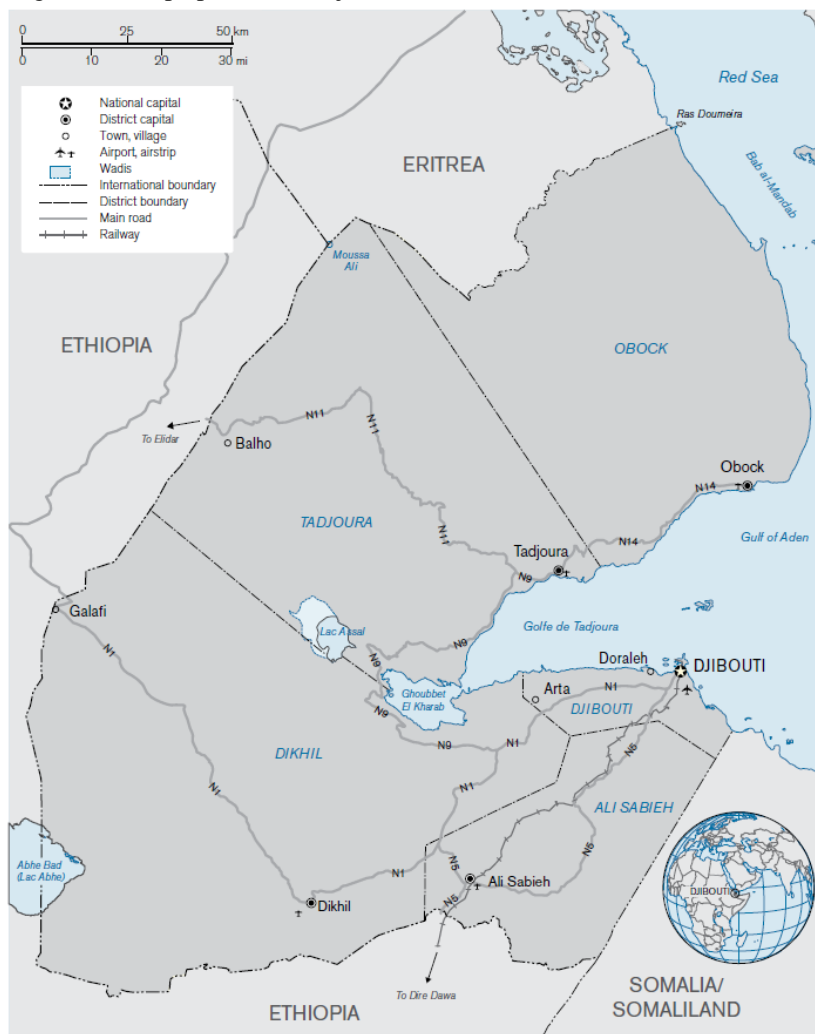 0
25
50 km
0
10
20
30 mi
National capital
District capital
Town, village
Airport, airstrip
Wadis
International boundary
District boundary
Main road
Railway
Red Sea
Ras Doumeira
ERITREA
Bab al-Mandab
Moussa
Ali
ETHIOPIA
OBOCK
N11
To Elidar
Balho
N11
Obock
N14
TADJOURA
N11
N14
Gulf of Aden
Tadjoura
N9
Galafi
Golfe de Tadjoura
Lac Assal
N9
N1
N9
Doraleh
DJIBOUTI
Ghoubbet
El Kharab
Arta
N1
DJIBOUTI
N9
N9
N1
N5
DIKHIL
N1
N1
ALI SABIEH
N5
Abhe Bad
(Lac Abhe)
N1
N5
Ali Sabieh
Dikhil
N5
DJIBOUTI
To Dire Dawa
SOMALIA/
SOMALILAND
ETHIOPIA